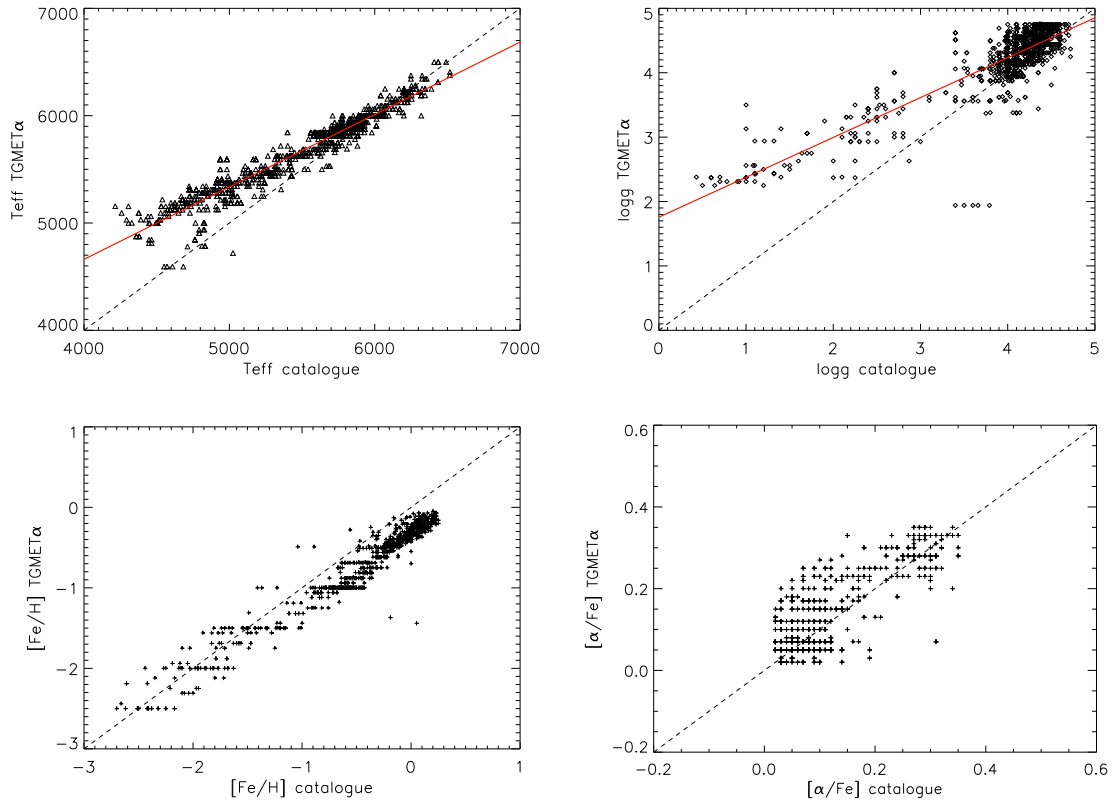 7000
6000
5000
4000
Teff TGMETα
4000 5000 6000 7000
Teff catalogue
5
4
3
2
1
0
logg TGMETα
0 1 2 3 4 5
logg catalogue
1
0
−1
−2
−3
[Fe/H] TGMETα
−3 −2 −1 0 1
[Fe/H] catalogue
0.6
0.4
0.2
0.0
−0.2
[α/Fe] TGMETα
−0.2 0.0 0.2 0.4 0.6
[α/Fe] catalogue